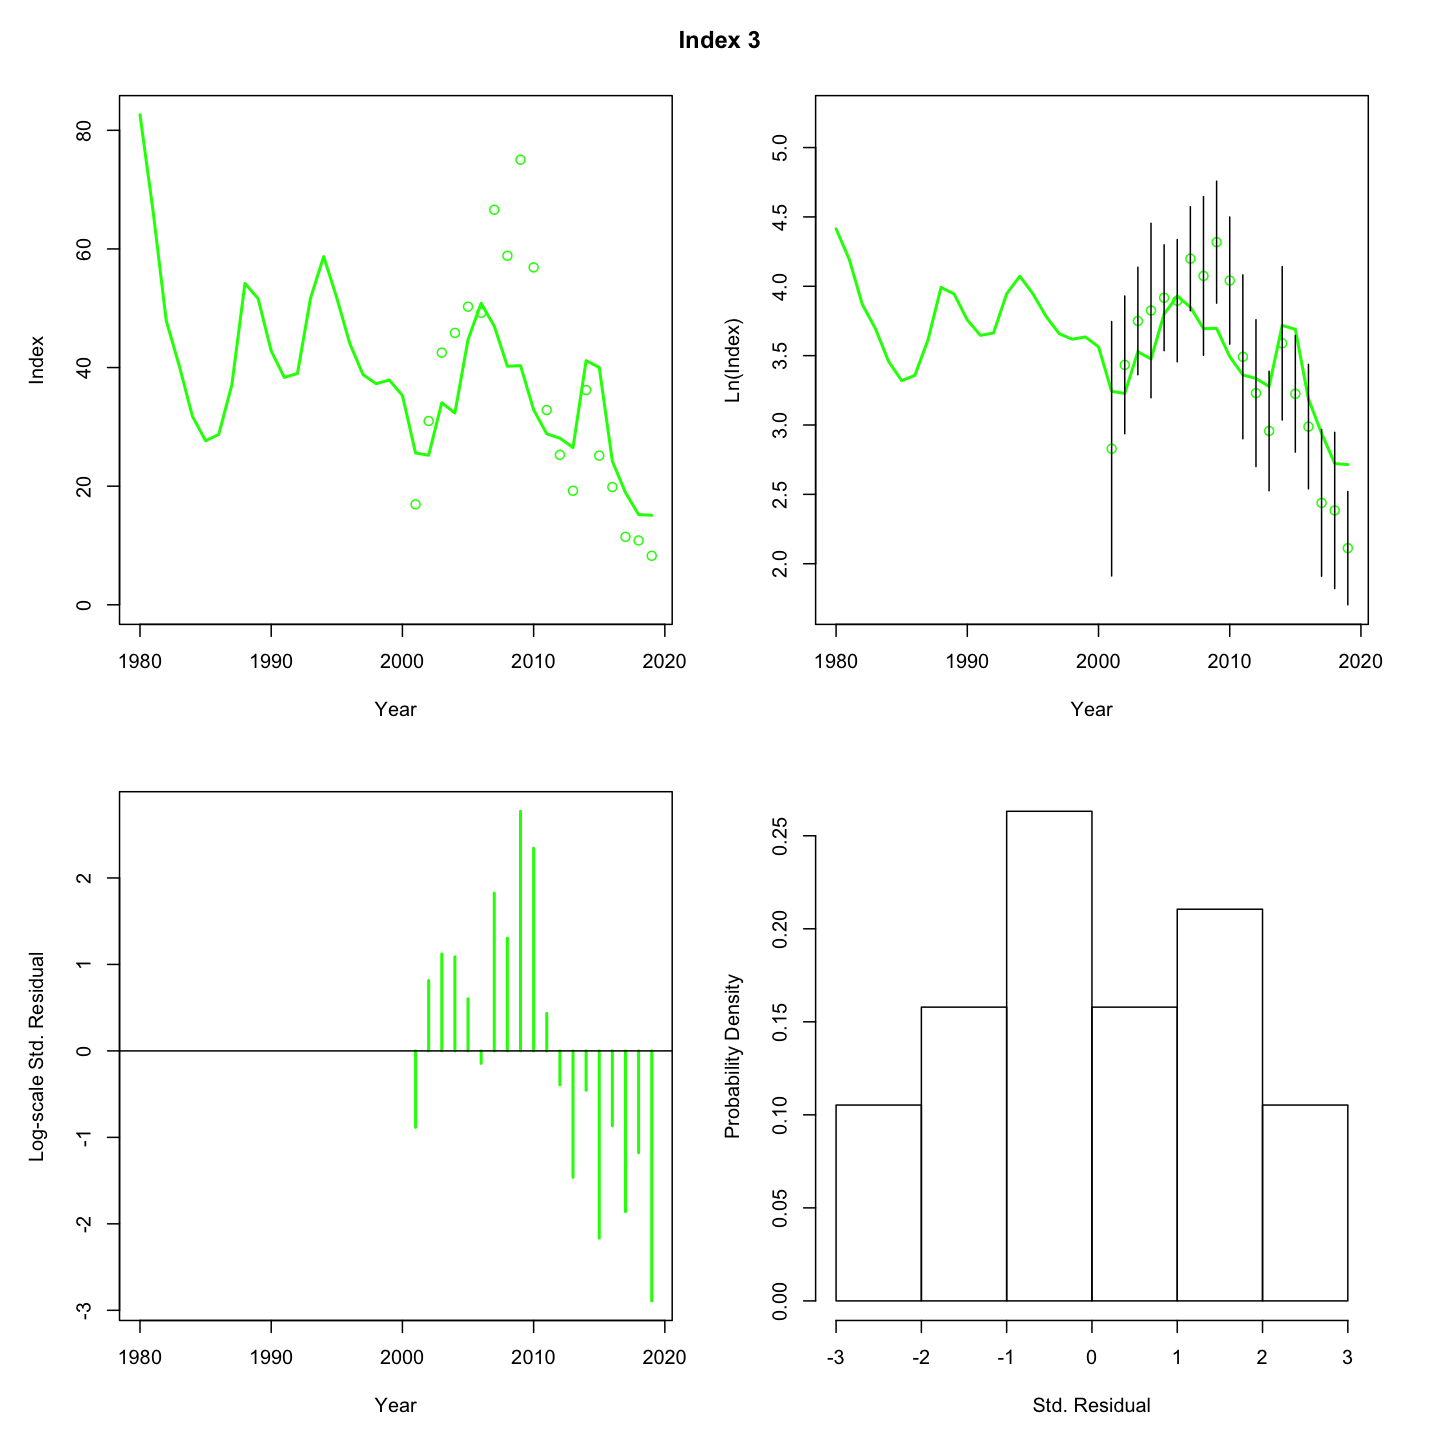 Index 3
Index
0 20 40 60 80
1980 1990 2000 2010 2020
Year
Ln(Index)
2.0 2.5 3.0 3.5 4.0 4.5 5.0
1980 1990 2000 2010 2020
Year
Log-scale Std. Residual
-3 -2 -1 0 1 2
1980 1990 2000 2010 2020
Year
Probability Density
0.00 0.05 0.10 0.15 0.20 0.25
-3 -2 -1 0 1 2 3
Std. Residual